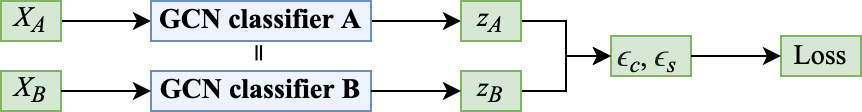 X_A GCN classifier A z_A
=
ϵ_c, ϵ_s Loss
X_B GCN classifier B z_B